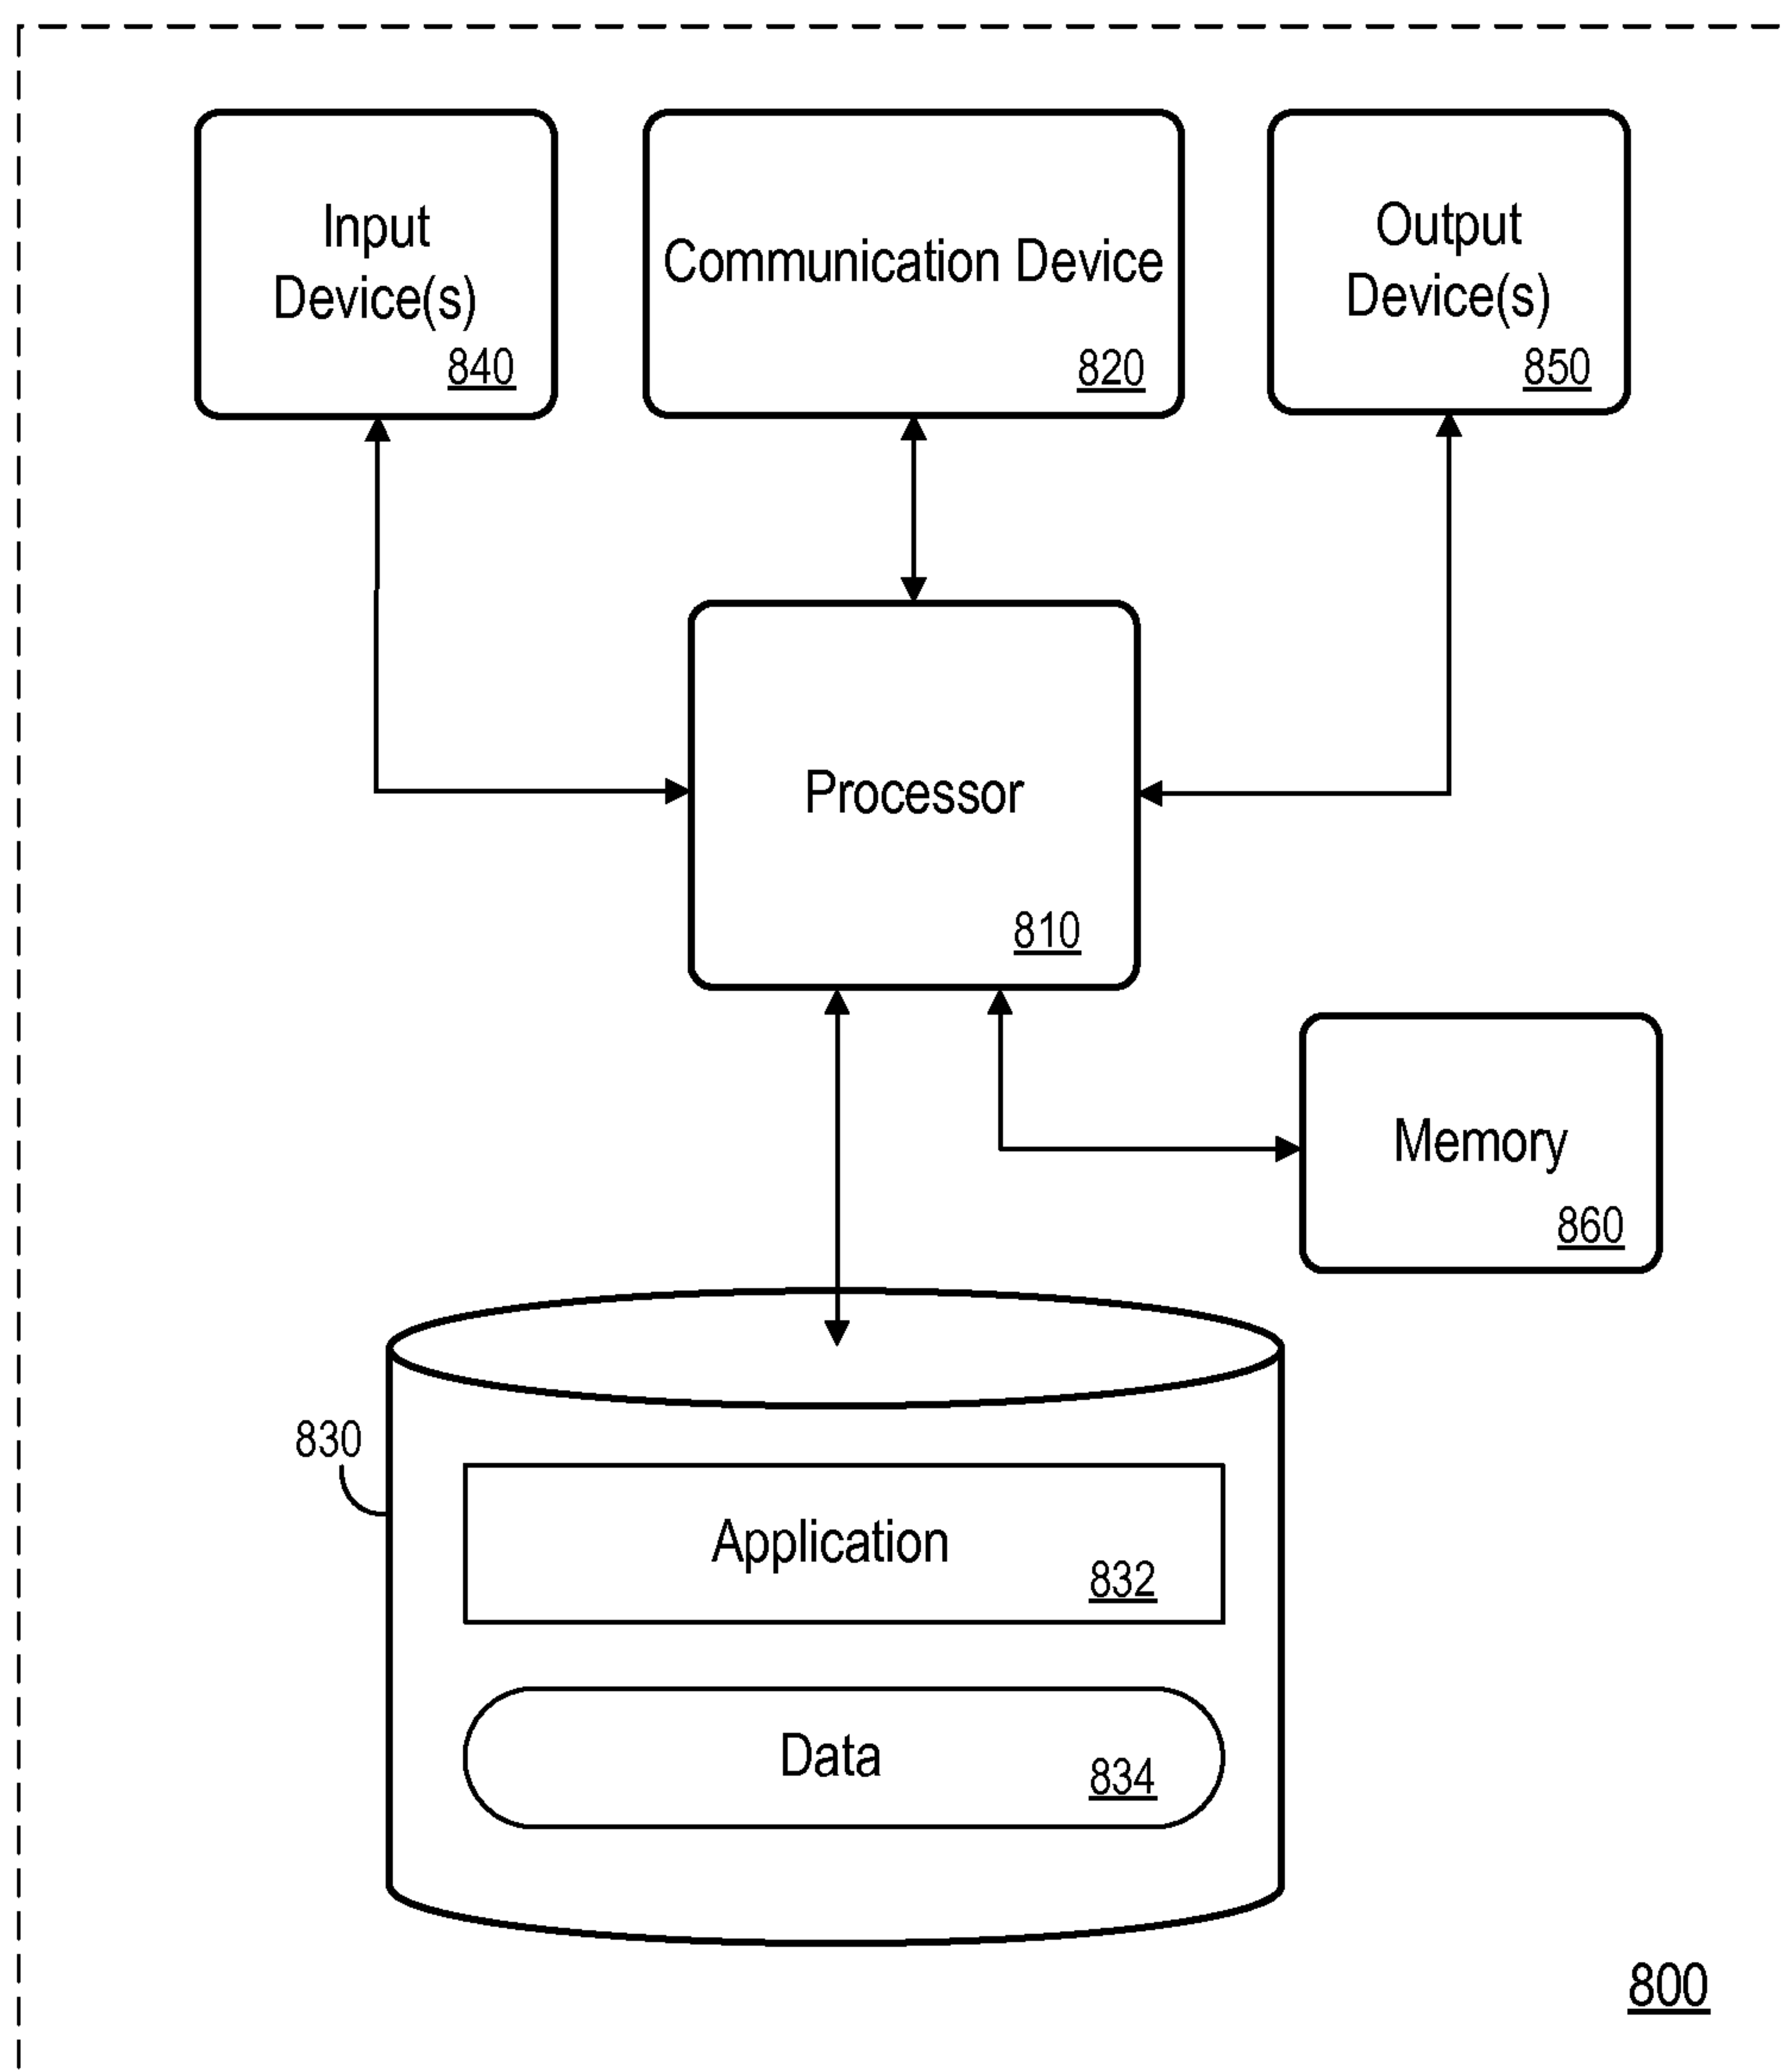 Input
Device(s)
840
Communication Device
820
Output
Device(s)
850
Processor
810
Memory
860
830
Application
832
Data
834
800